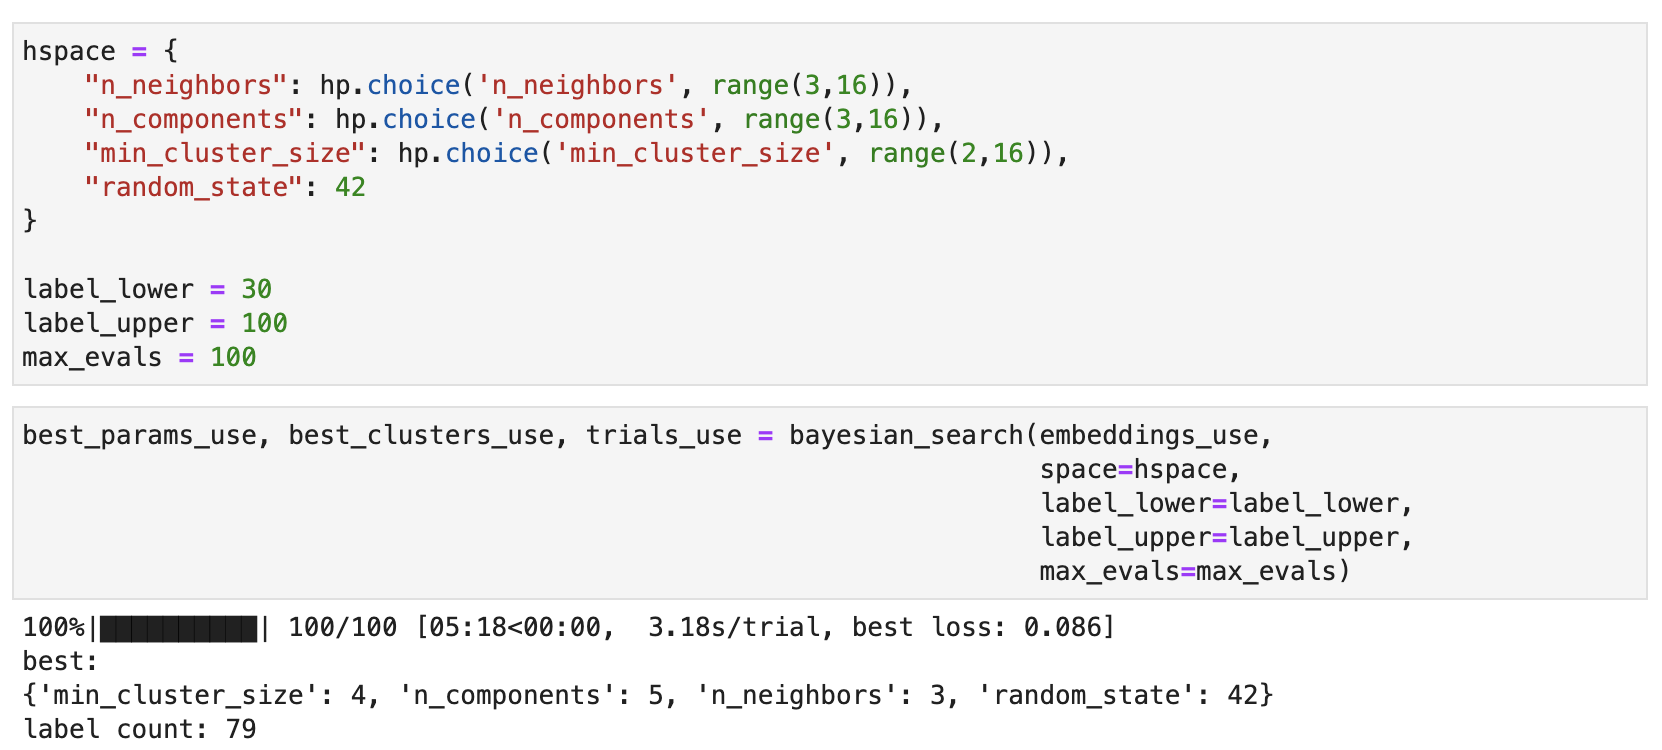 hspace = {
    "n_neighbors": hp.choice('n_neighbors', range(3,16)),
    "n_components": hp.choice('n_components', range(3,16)),
    "min_cluster_size": hp.choice('min_cluster_size', range(2,16)),
    "random_state": 42
}
label_lower = 30
label_upper = 100
max_evals = 100
best_params_use, best_clusters_use, trials_use = bayesian_search(embeddings_use,
                                                                 space=hspace,
                                                                 label_lower=label_lower,
                                                                 label_upper=label_upper,
                                                                 max_evals=max_evals)
100%|██████████| 100/100 [05:18<00:00,  3.18s/trial, best loss: 0.086]
best:
{'min_cluster_size': 4, 'n_components': 5, 'n_neighbors': 3, 'random_state': 42}
label count: 79